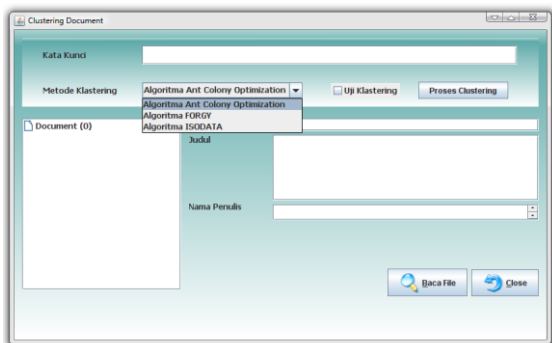 Clustering Document
Kata Kunci
Metode Klastering
Algoritma Ant Colony Optimization
Uji Klastering
Proses Clustering
Algoritma Ant Colony Optimization
Algoritma FORGY
Algoritma ISODATA
Document (0)
Judul
Nama Penulis
Baca File
Close